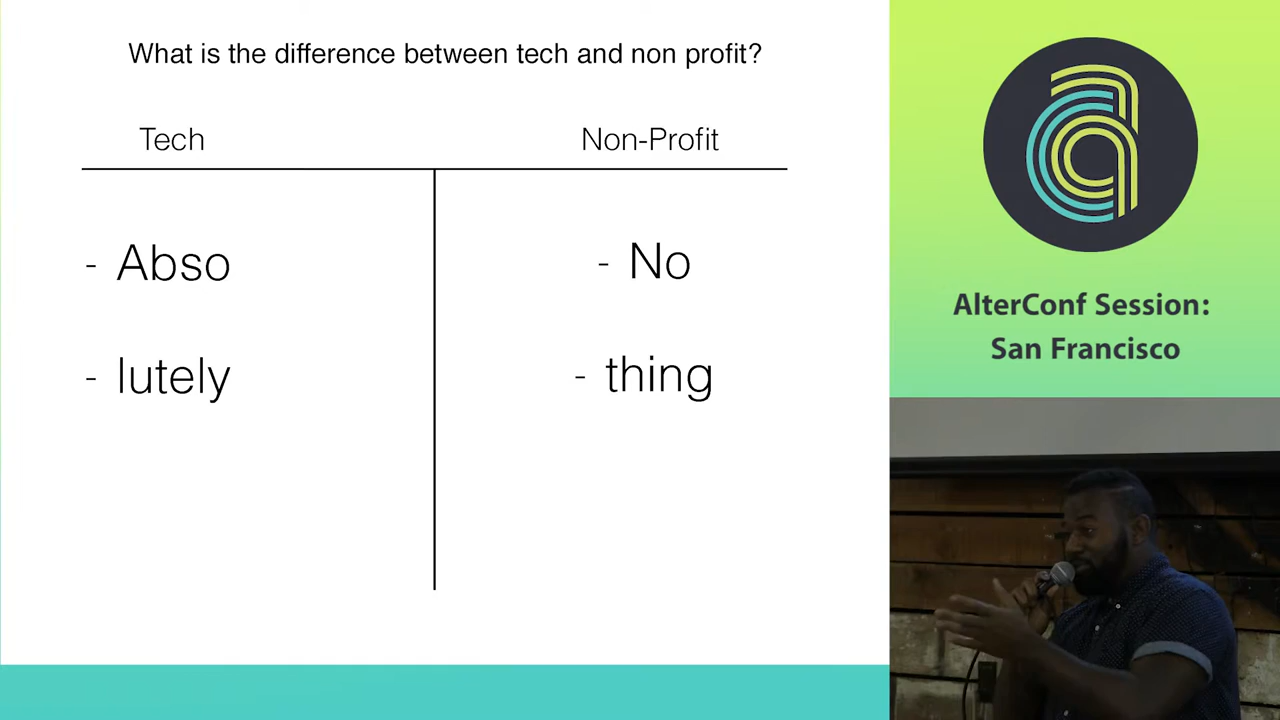 What is the difference between tech and non profit?
Tech
Non-Profit
- Abso
- No
- lutely
- thing
AlterConf Session:
San Francisco